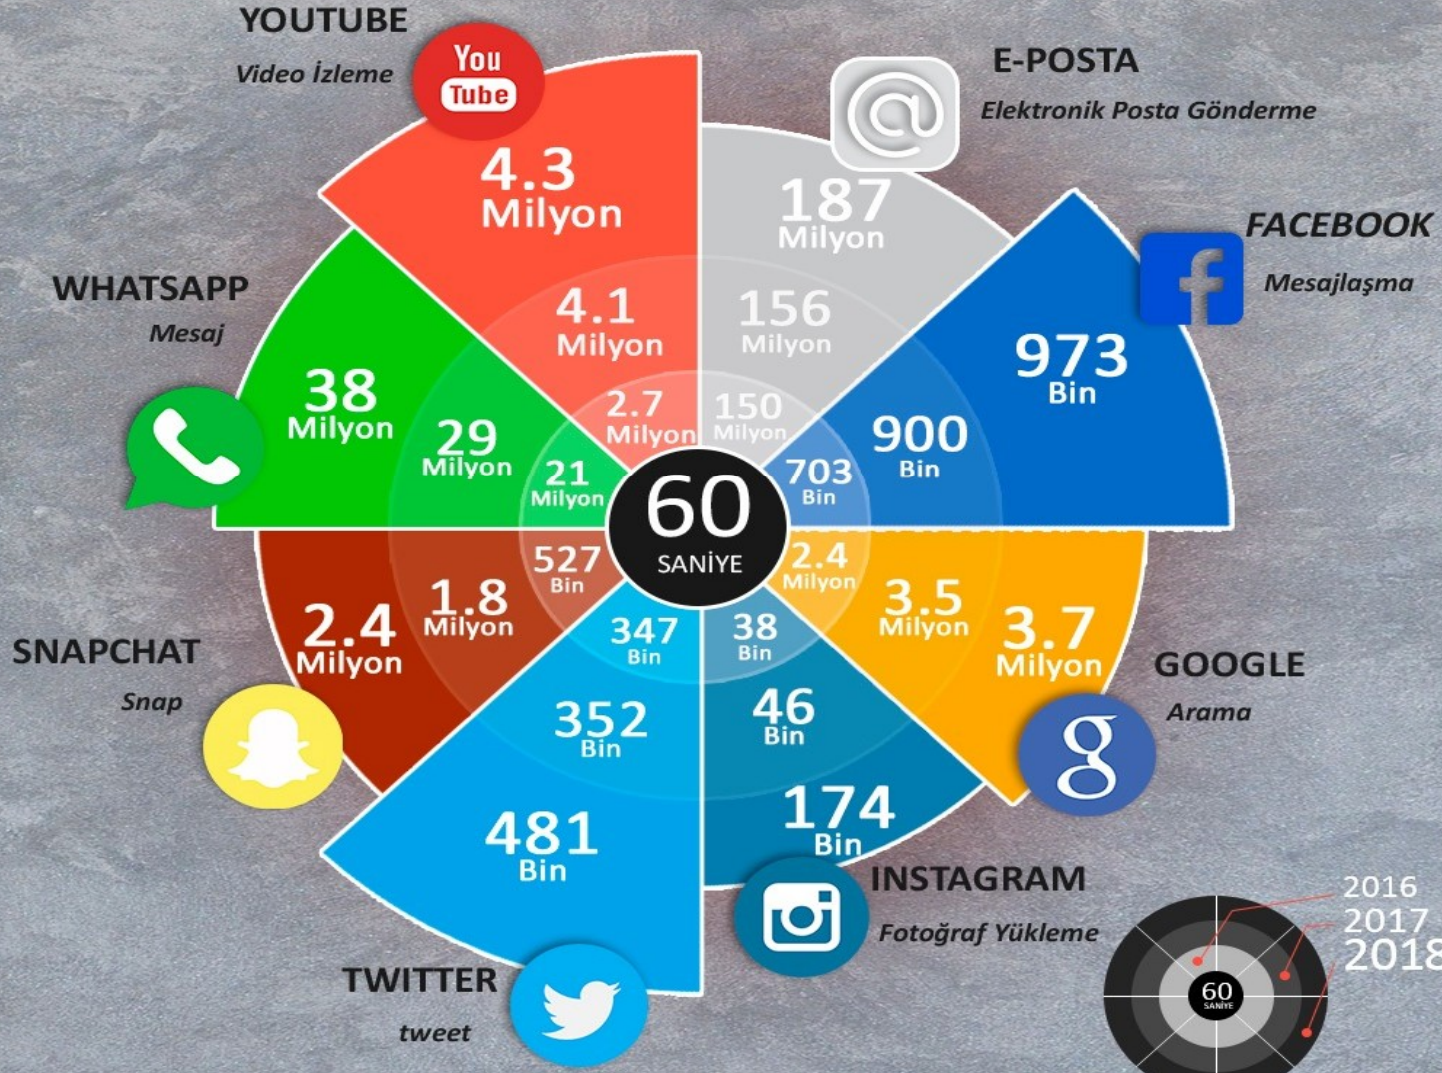 YOUTUBE
Video İzleme
You
Tube
4.3
Milyon
4.1
Milyon
2.7
Milyon
E-POSTA
Elektronik Posta Gönderme
@
187
Milyon
156
Milyon
150
Milyon
FACEBOOK
Mesajlaşma
f
973
Bin
900
Bin
703
Bin
WHATSAPP
Mesaj
38
Milyon
29
Milyon
21
Milyon
60
SANİYE
SNAPCHAT
Snap
2.4
Milyon
1.8
Milyon
527
Bin
GOOGLE
Arama
g
2.4
Milyon
3.5
Milyon
3.7
Milyon
TWITTER
tweet
347
Bin
352
Bin
481
Bin
INSTAGRAM
Fotoğraf Yükleme
38
Bin
46
Bin
174
Bin
2016
2017
2018
60
SANİYE